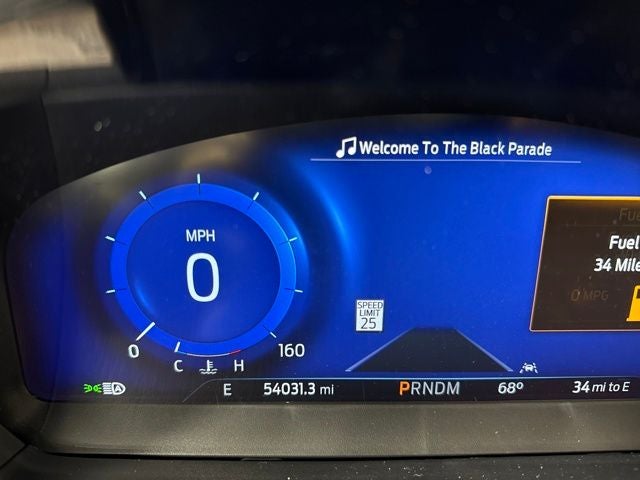 Welcome To The Black Parade
MPH
0
0
160
C
H
SPEED
LIMIT
25
Fuel
34 Mile
0 MPG
A
E
54031.3 mi
PRNDM
68°
34 mi to E